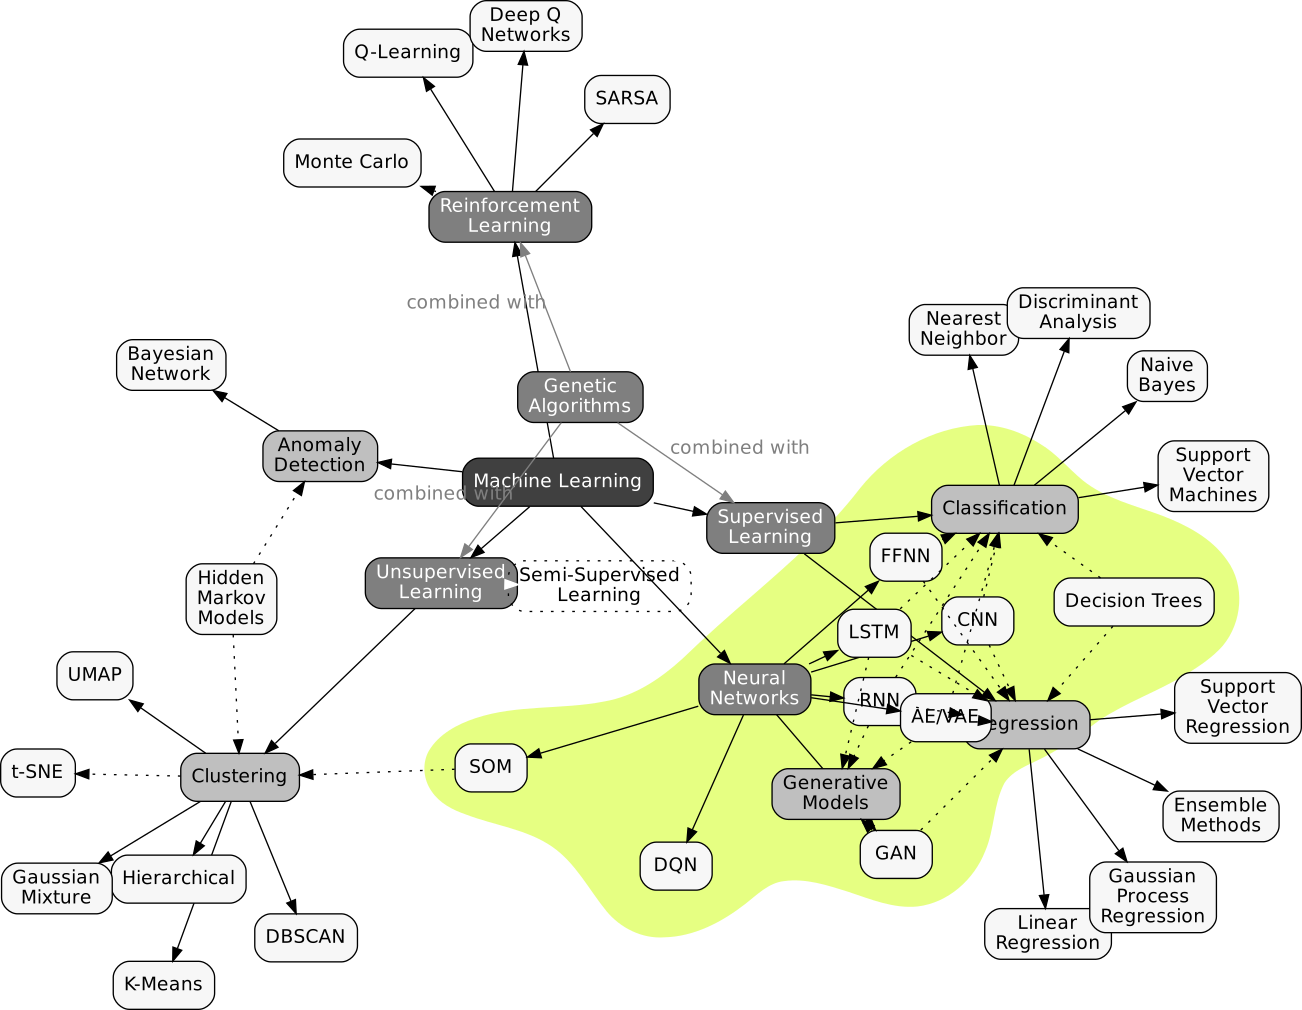 Deep Q
Networks
Q-Learning
SARSA
Monte Carlo
Reinforcement
Learning
combined with
Nearest
Neighbor
Discriminant
Analysis
Bayesian
Network
Naive
Bayes
Genetic
Algorithms
Anomaly
Detection
combined with
Machine Learning
combined with
Support
Vector
Machines
Classification
Supervised
Learning
FFNN
Unsupervised
Learning
Semi-Supervised
Learning
Hidden
Markov
Models
Decision Trees
CNN
LSTM
UMAP
Neural
Networks
RNN
AE/VAE
egression
Support
Vector
Regression
t-SNE
Clustering
SOM
Generative
Models
Ensemble
Methods
GAN
DQN
Gaussian
Mixture
Hierarchical
Gaussian
Process
Regression
DBSCAN
Linear
Regression
K-Means